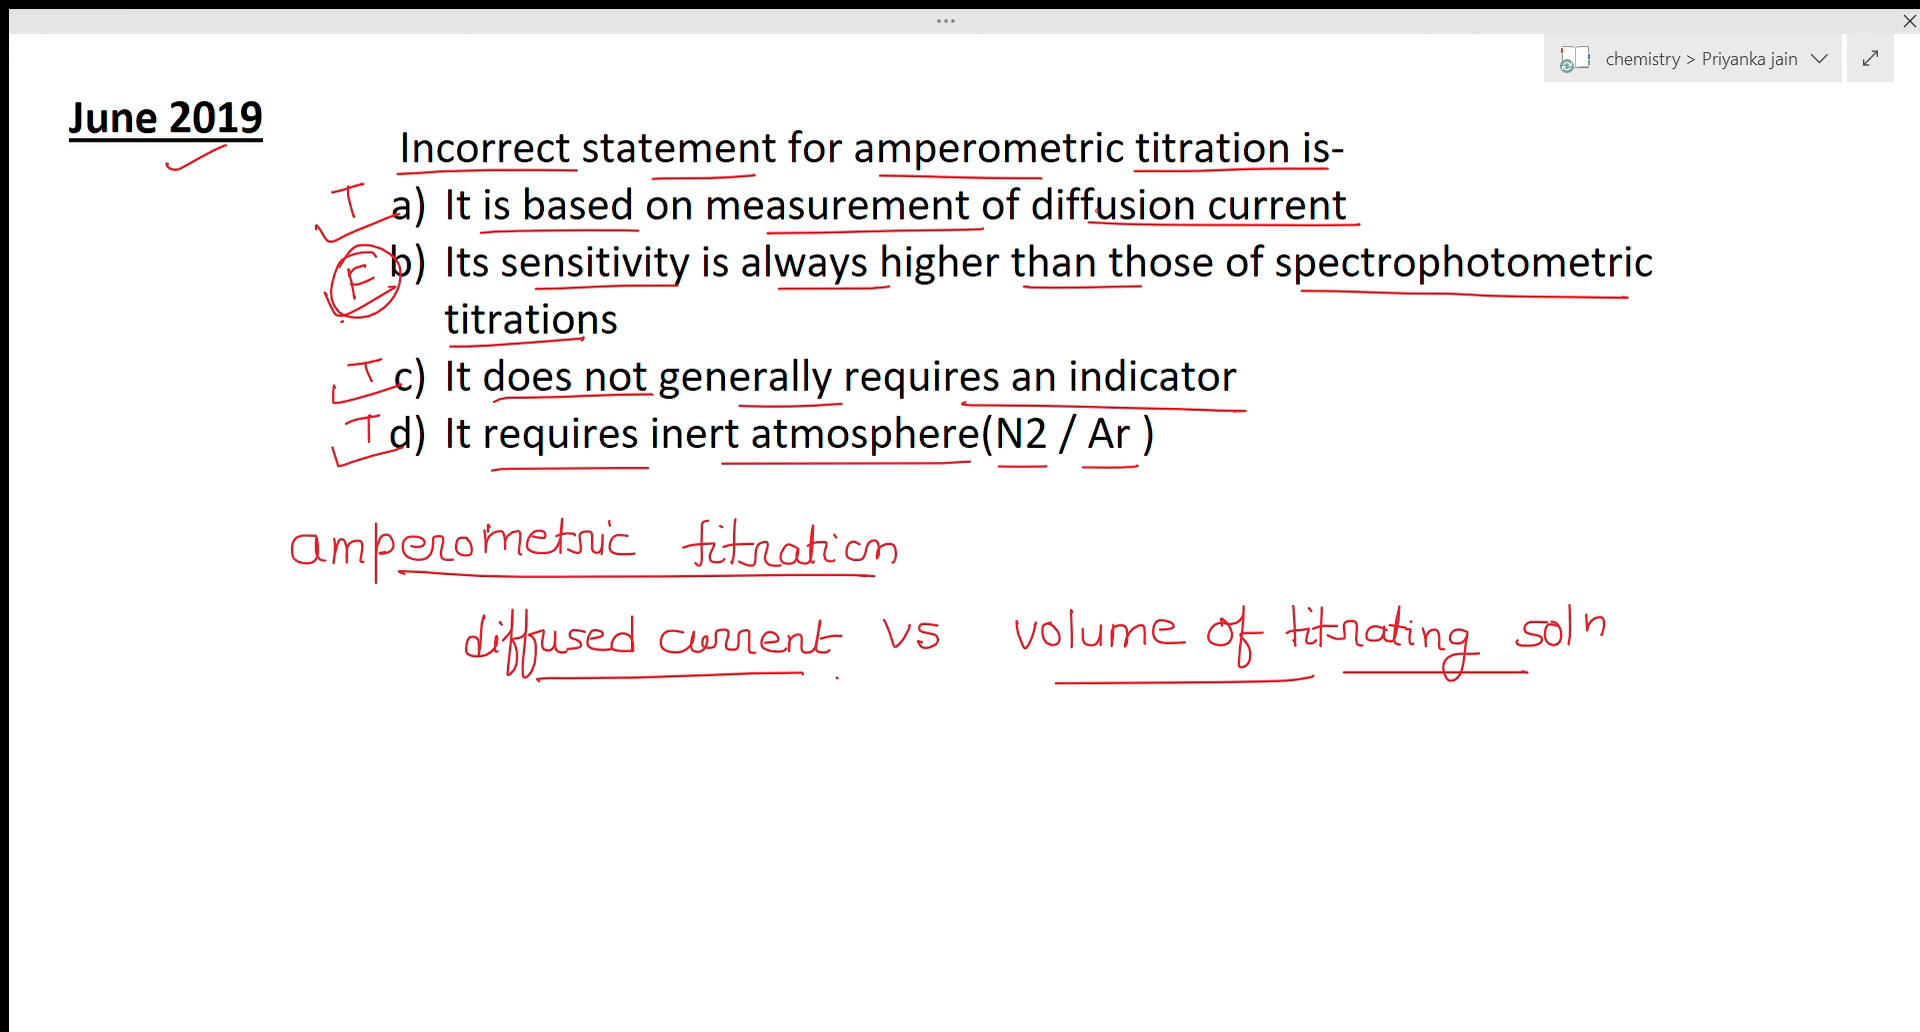 chemistry > Priyanka jain
June 2019
Incorrect statement for amperometric titration is-
T a) It is based on measurement of diffusion current
F b) Its sensitivity is always higher than those of spectrophotometric
titrations
T c) It does not generally requires an indicator
T d) It requires inert atmosphere(N2 / Ar )
amperometric titration
diffused current vs volume of titrating soln